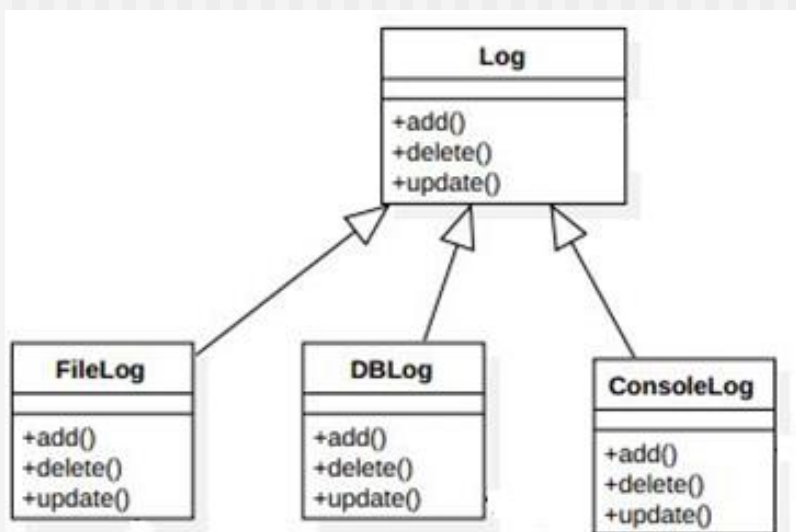 Log
+add()
+delete()
+update()
FileLog
+add()
+delete()
+update()
DBLog
+add()
+delete()
+update()
ConsoleLog
+add()
+delete()
+update()